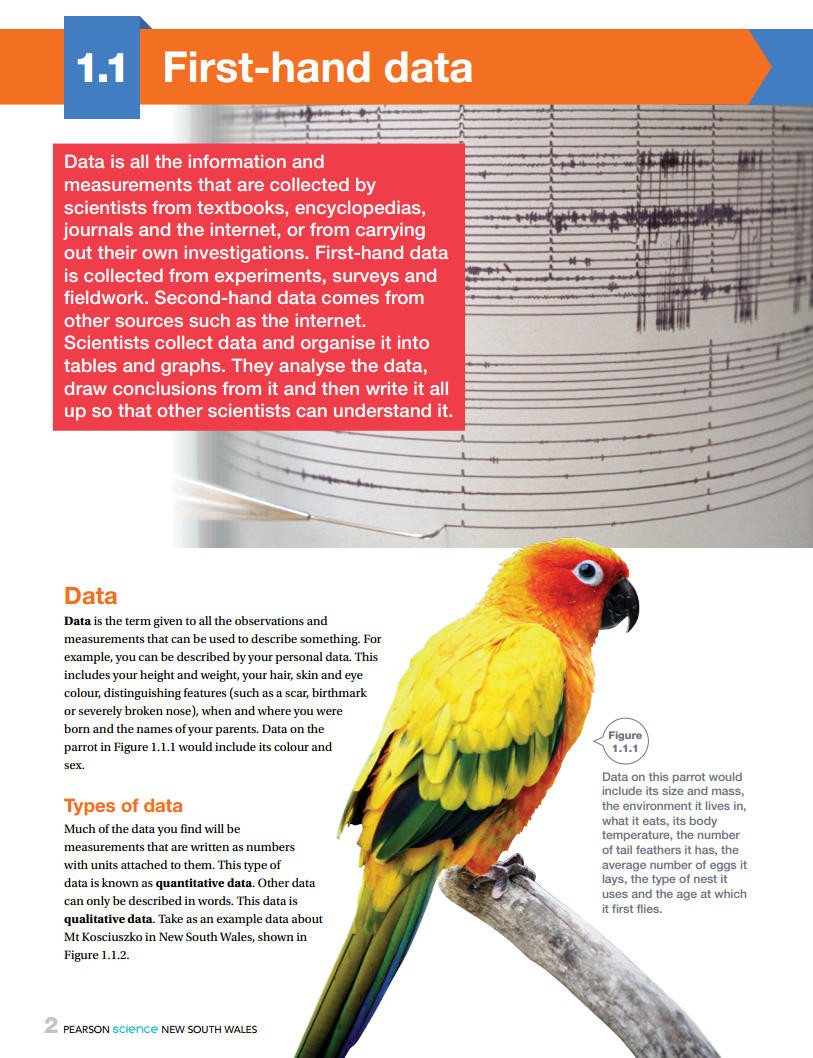 1.1 First-hand data
Data is all the information and
measurements that are collected by
scientists from textbooks, encyclopedias,
journals and the internet, or from carrying
out their own investigations. First-hand data
is collected from experiments, surveys and
fieldwork. Second-hand data comes from
other sources such as the internet.
Scientists collect data and organise it into
tables and graphs. They analyse the data,
draw conclusions from it and then write it all
up so that other scientists can understand it.
Data
Data is the term given to all the observations and
measurements that can be used to describe something. For
example, you can be described by your personal data. This
includes your height and weight, your hair, skin and eye
colour, distinguishing features (such as a scar, birthmark
or severely broken nose), when and where you were
born and the names of your parents. Data on the
parrot in Figure 1.1.1 would include its colour and
sex.
Types of data
Much of the data you find will be
measurements that are written as numbers
with units attached to them. This type of
data is known as quantitative data. Other data
can only be described in words. This data is
qualitative data. Take as an example data about
Mt Kosciuszko in New South Wales, shown in
Figure 1.1.2.
Figure
1.1.1
Data on this parrot would
include its size and mass,
the environment it lives in,
what it eats, its body
temperature, the number
of tail feathers it has, the
average number of eggs it
lays, the type of nest it
uses and the age at which
it first flies.
2 PEARSON science NEW SOUTH WALES